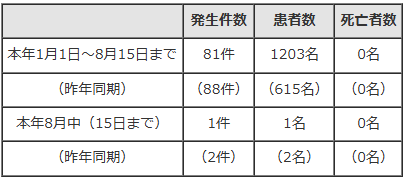 発生件数 患者数 死亡者数
本年1月1日～8月15日まで 81件 1203名 0名
（昨年同期） （88件） （615名） （0名）
本年8月中（15日まで） 1件 1名 0名
（昨年同期） （2件） （2名） （0名）